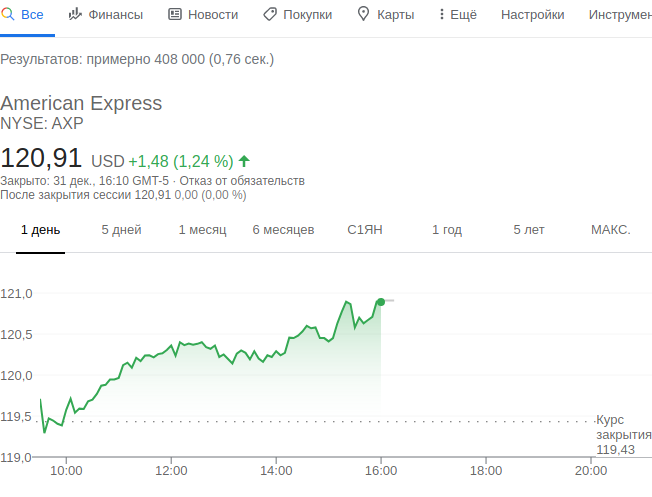 Все Финансы Новости Покупки Карты Ещё Настройки Инструмен
Результатов: примерно 408 000 (0,76 сек.)
American Express
NYSE: AXP
120,91 USD +1,48 (1,24 %)
Закрыто: 31 дек., 16:10 GMT-5 · Отказ от обязательств
После закрытия сессии 120,91 0,00 (0,00 %)
1 день 5 дней 1 месяц 6 месяцев С1ЯН 1 год 5 лет МАКС.
121,0
120,5
120,0
119,5
119,0
Курс
закрытия
119,43
10:00 12:00 14:00 16:00 18:00 20:00